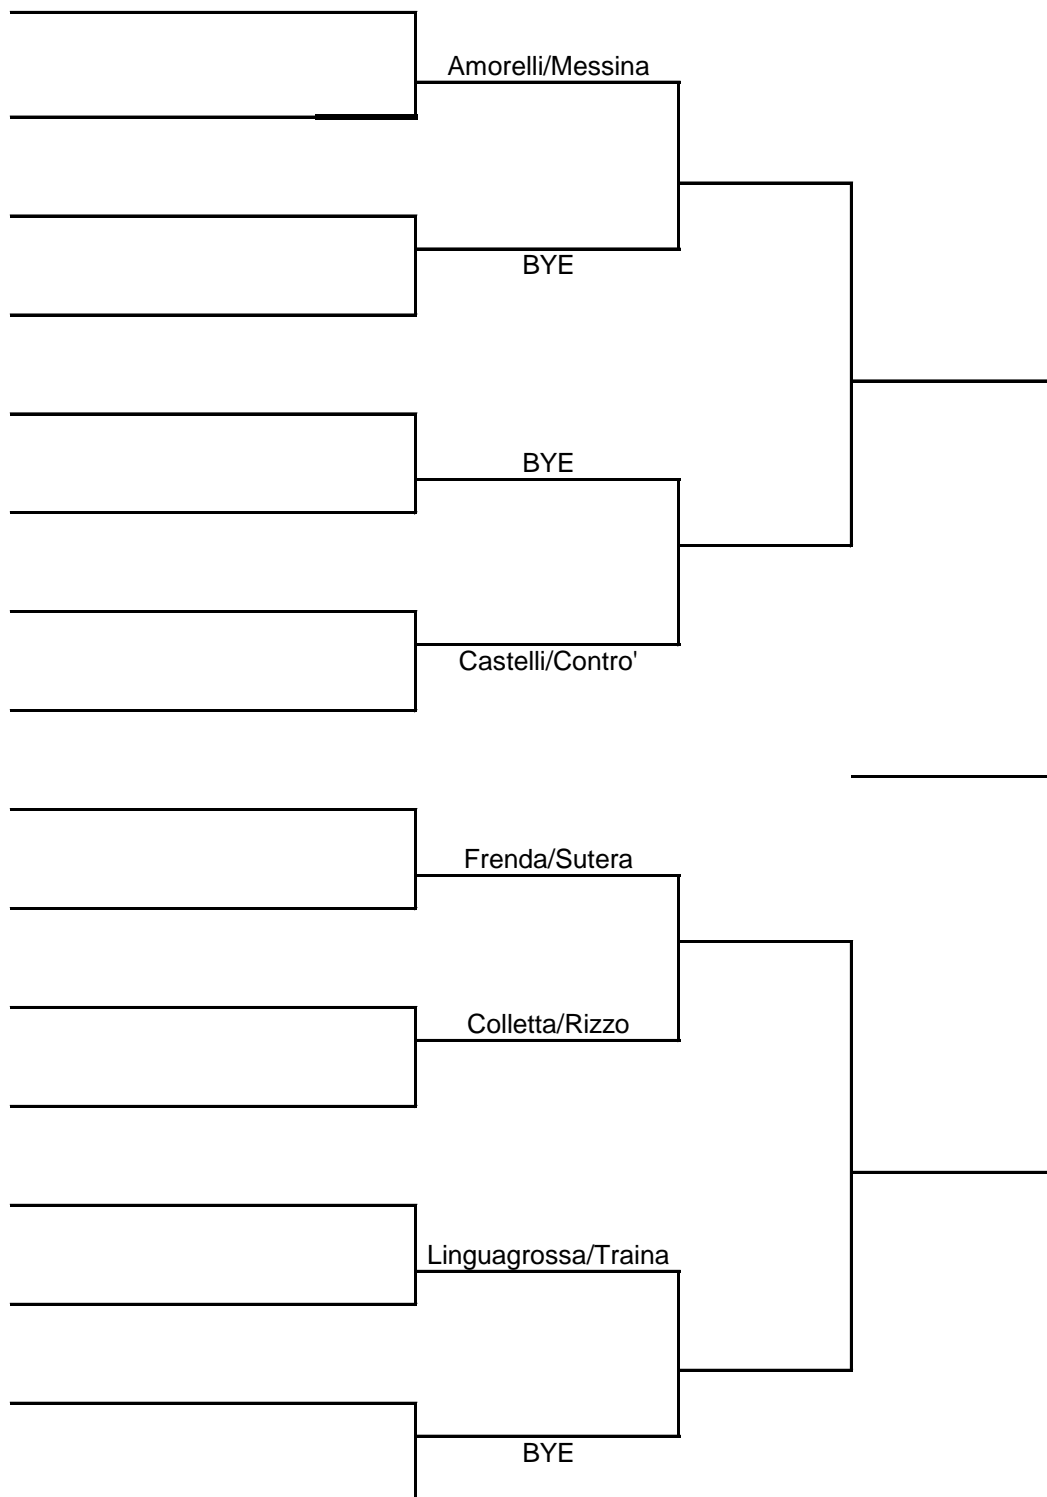 Amorelli/Messina
BYE
BYE
Castelli/Contro'
Frenda/Sutera
Colletta/Rizzo
Linguagrossa/Traina
BYE